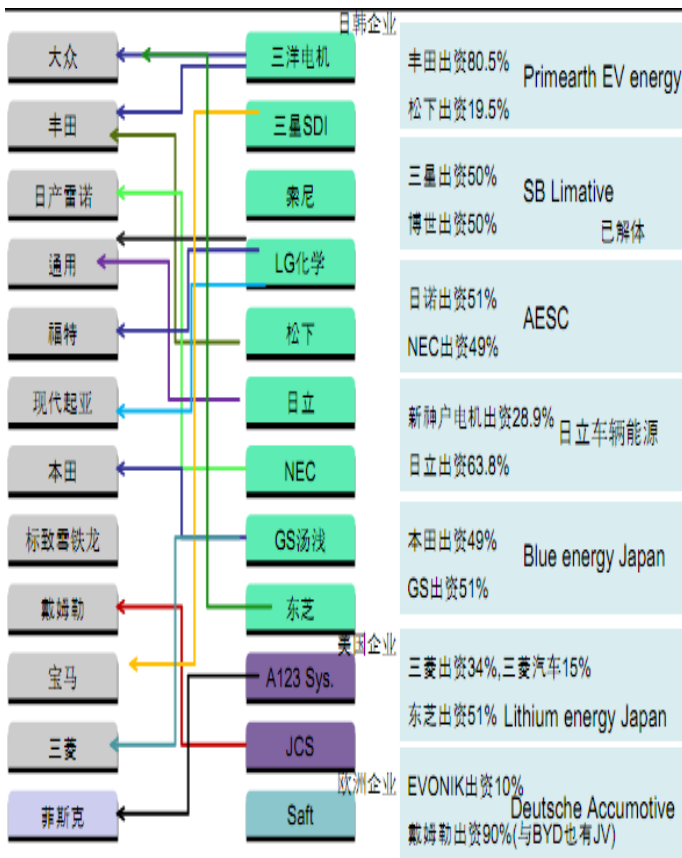 日韩企业
大众
丰田
日产雷诺
通用
福特
现代起亚
本田
标致雪铁龙
戴姆勒
宝马
三菱
菲斯克
三洋电机
三星SDI
索尼
LG化学
松下
日立
NEC
GS汤浅
东芝
美国企业
A123 Sys.
JCS
欧洲企业
Saft
丰田出资80.5%
Primearth EV energy
松下出资19.5%
三星出资50%
SB Limative
博世出资50%
已解体
日诺出资51%
AESC
NEC出资49%
新神户电机出资28.9%
日立车辆能源
日立出资63.8%
本田出资49%
Blue energy Japan
GS出资51%
三菱出资34%,三菱汽车15%
东芝出资51% Lithium energy Japan
EVONIK出资10%
Deutsche Accumotive
戴姆勒出资90%(与BYD也有JV)